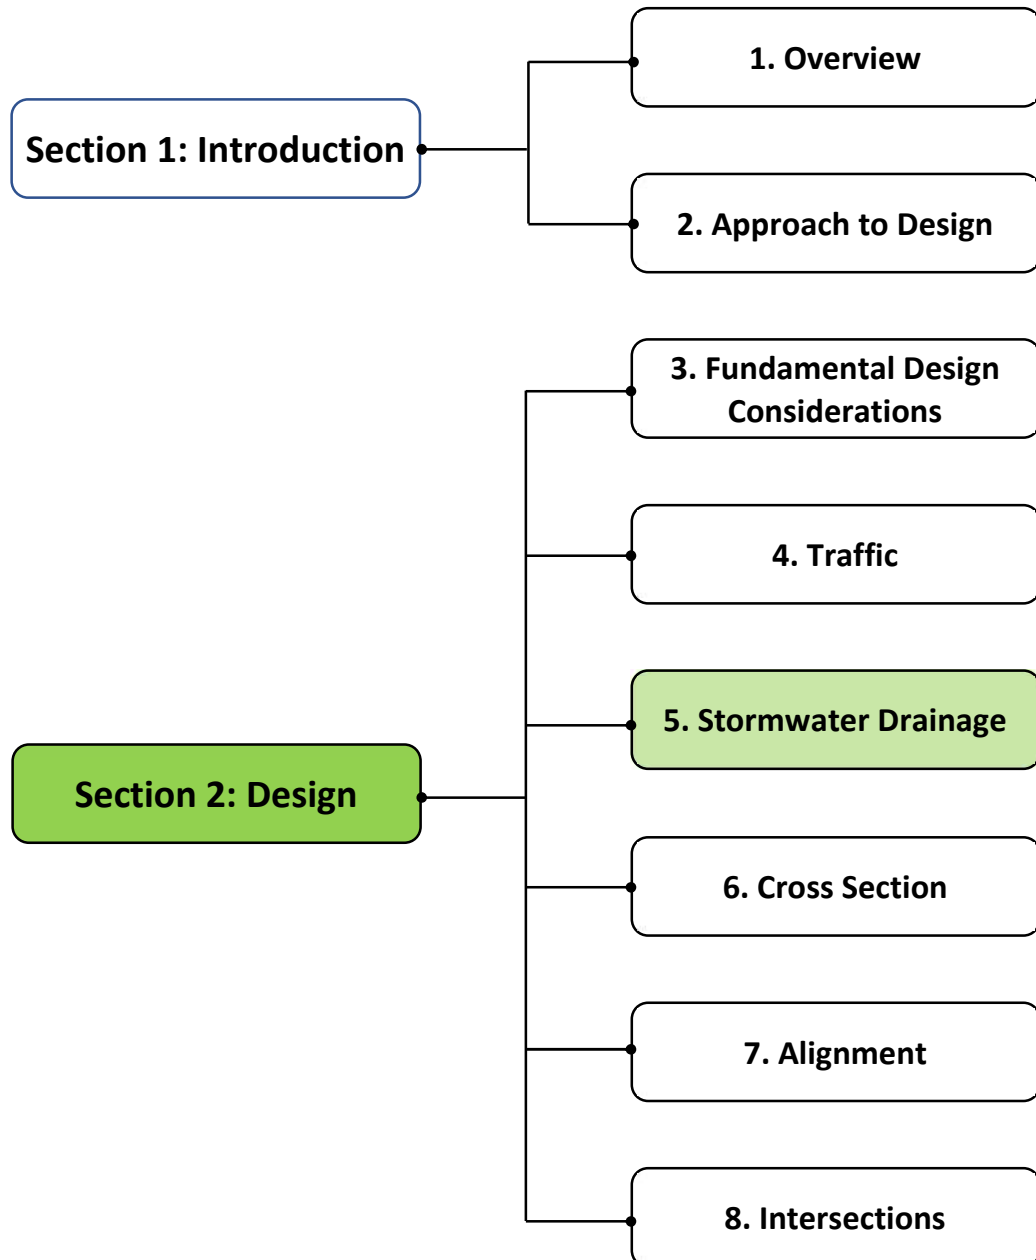 Section 1: Introduction
1. Overview
2. Approach to Design
Section 2: Design
3. Fundamental Design
Considerations
4. Traffic
5. Stormwater Drainage
6. Cross Section
7. Alignment
8. Intersections